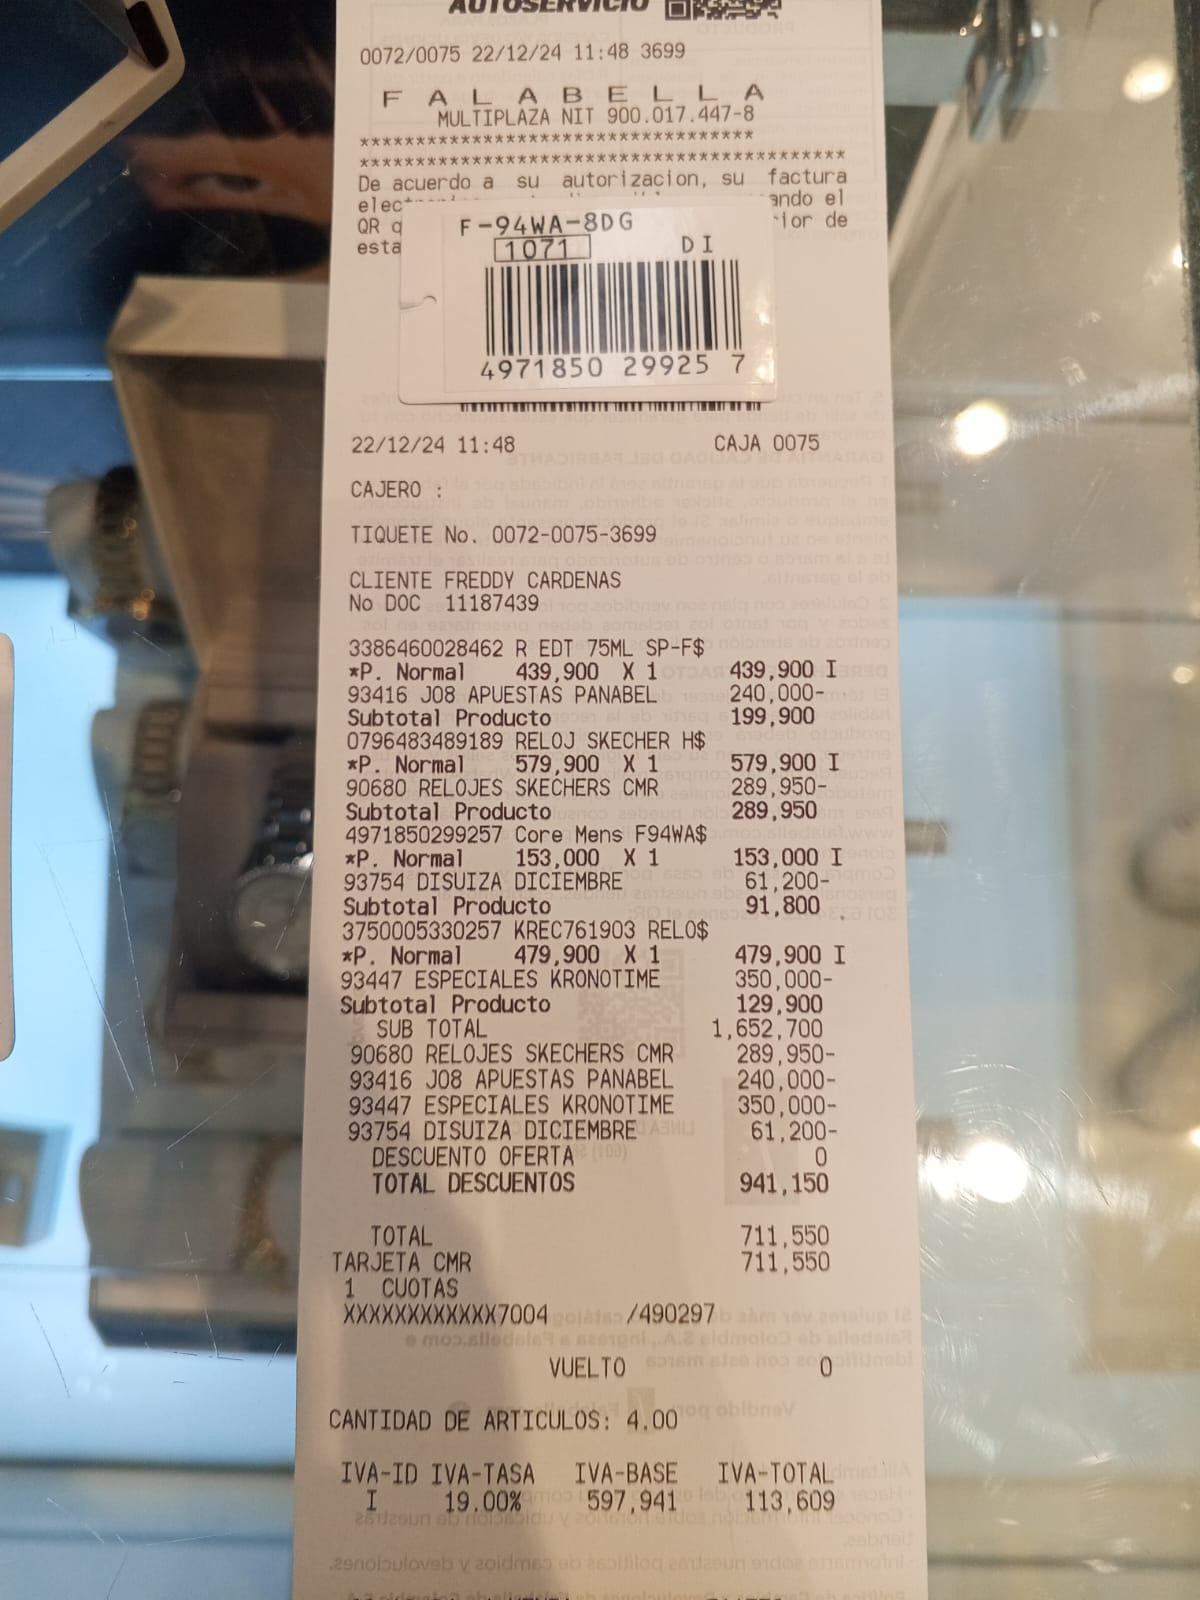 AUTOSERVICIO
0072/0075 22/12/24 11:48 3699
F A L A B E L L A
MULTIPLAZA NIT 900.017.447-8
***********************************
*******************************************
De acuerdo a su autorizacion, su factura
ando el
QR
de
esta
F-94WA-8DG
1071 DI
4971850 29925 7
22/12/24 11:48 CAJA 0075
CAJERO :
TIQUETE No. 0072-0075-3699
CLIENTE FREDDY CARDENAS
No DOC 11187439
3386460028462 R EDT 75ML SP-F$
*P. Normal 439,900 X 1 439,900 I
93416 J08 APUESTAS PANABEL 240,000-
Subtotal Producto 199,900
0796483489189 RELOJ SKECHER H$
*P. Normal 579,900 X 1 579,900 I
90680 RELOJES SKECHERS CMR 289,950-
Subtotal Producto 289,950
4971850299257 Core Mens F94WA$
*P. Normal 153,000 X 1 153,000 I
93754 DISUIZA DICIEMBRE 61,200-
Subtotal Producto 91,800
3750005330257 KREC761903 RELO$
*P. Normal 479,900 X 1 479,900 I
93447 ESPECIALES KRONOTIME 350,000-
Subtotal Producto 129,900
SUB TOTAL 1,652,700
90680 RELOJES SKECHERS CMR 289,950-
93416 J08 APUESTAS PANABEL 240,000-
93447 ESPECIALES KRONOTIME 350,000-
93754 DISUIZA DICIEMBRE 61,200-
DESCUENTO OFERTA 0
TOTAL DESCUENTOS 941,150
TOTAL 711,550
TARJETA CMR 711,550
1 CUOTAS
XXXXXXXXXXXX7004 /490297
VUELTO 0
CANTIDAD DE ARTICULOS: 4.00
IVA-ID IVA-TASA IVA-BASE IVA-TOTAL
I 19.00% 597,941 113,609